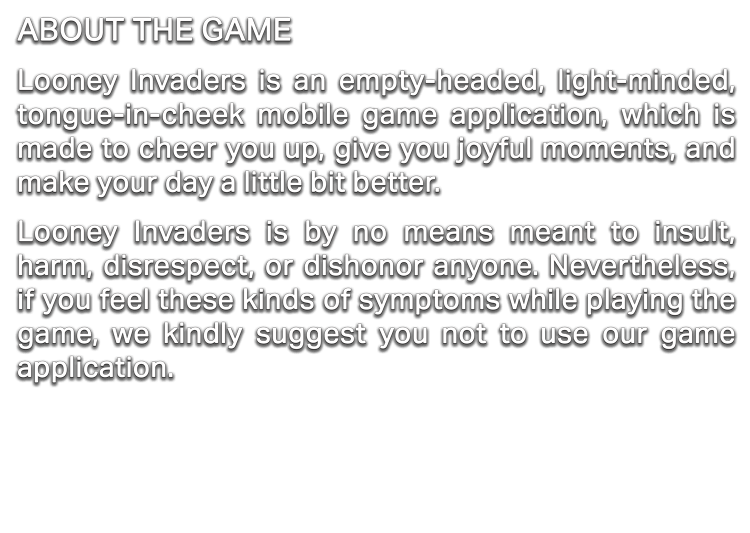 ABOUT THE GAME
Looney Invaders is an empty-headed, light-minded,
tongue-in-cheek mobile game application, which is
made to cheer you up, give you joyful moments, and
make your day a little bit better.
Looney Invaders is by no means meant to insult,
harm, disrespect, or dishonor anyone. Nevertheless,
if you feel these kinds of symptoms while playing the
game, we kindly suggest you not to use our game
application.